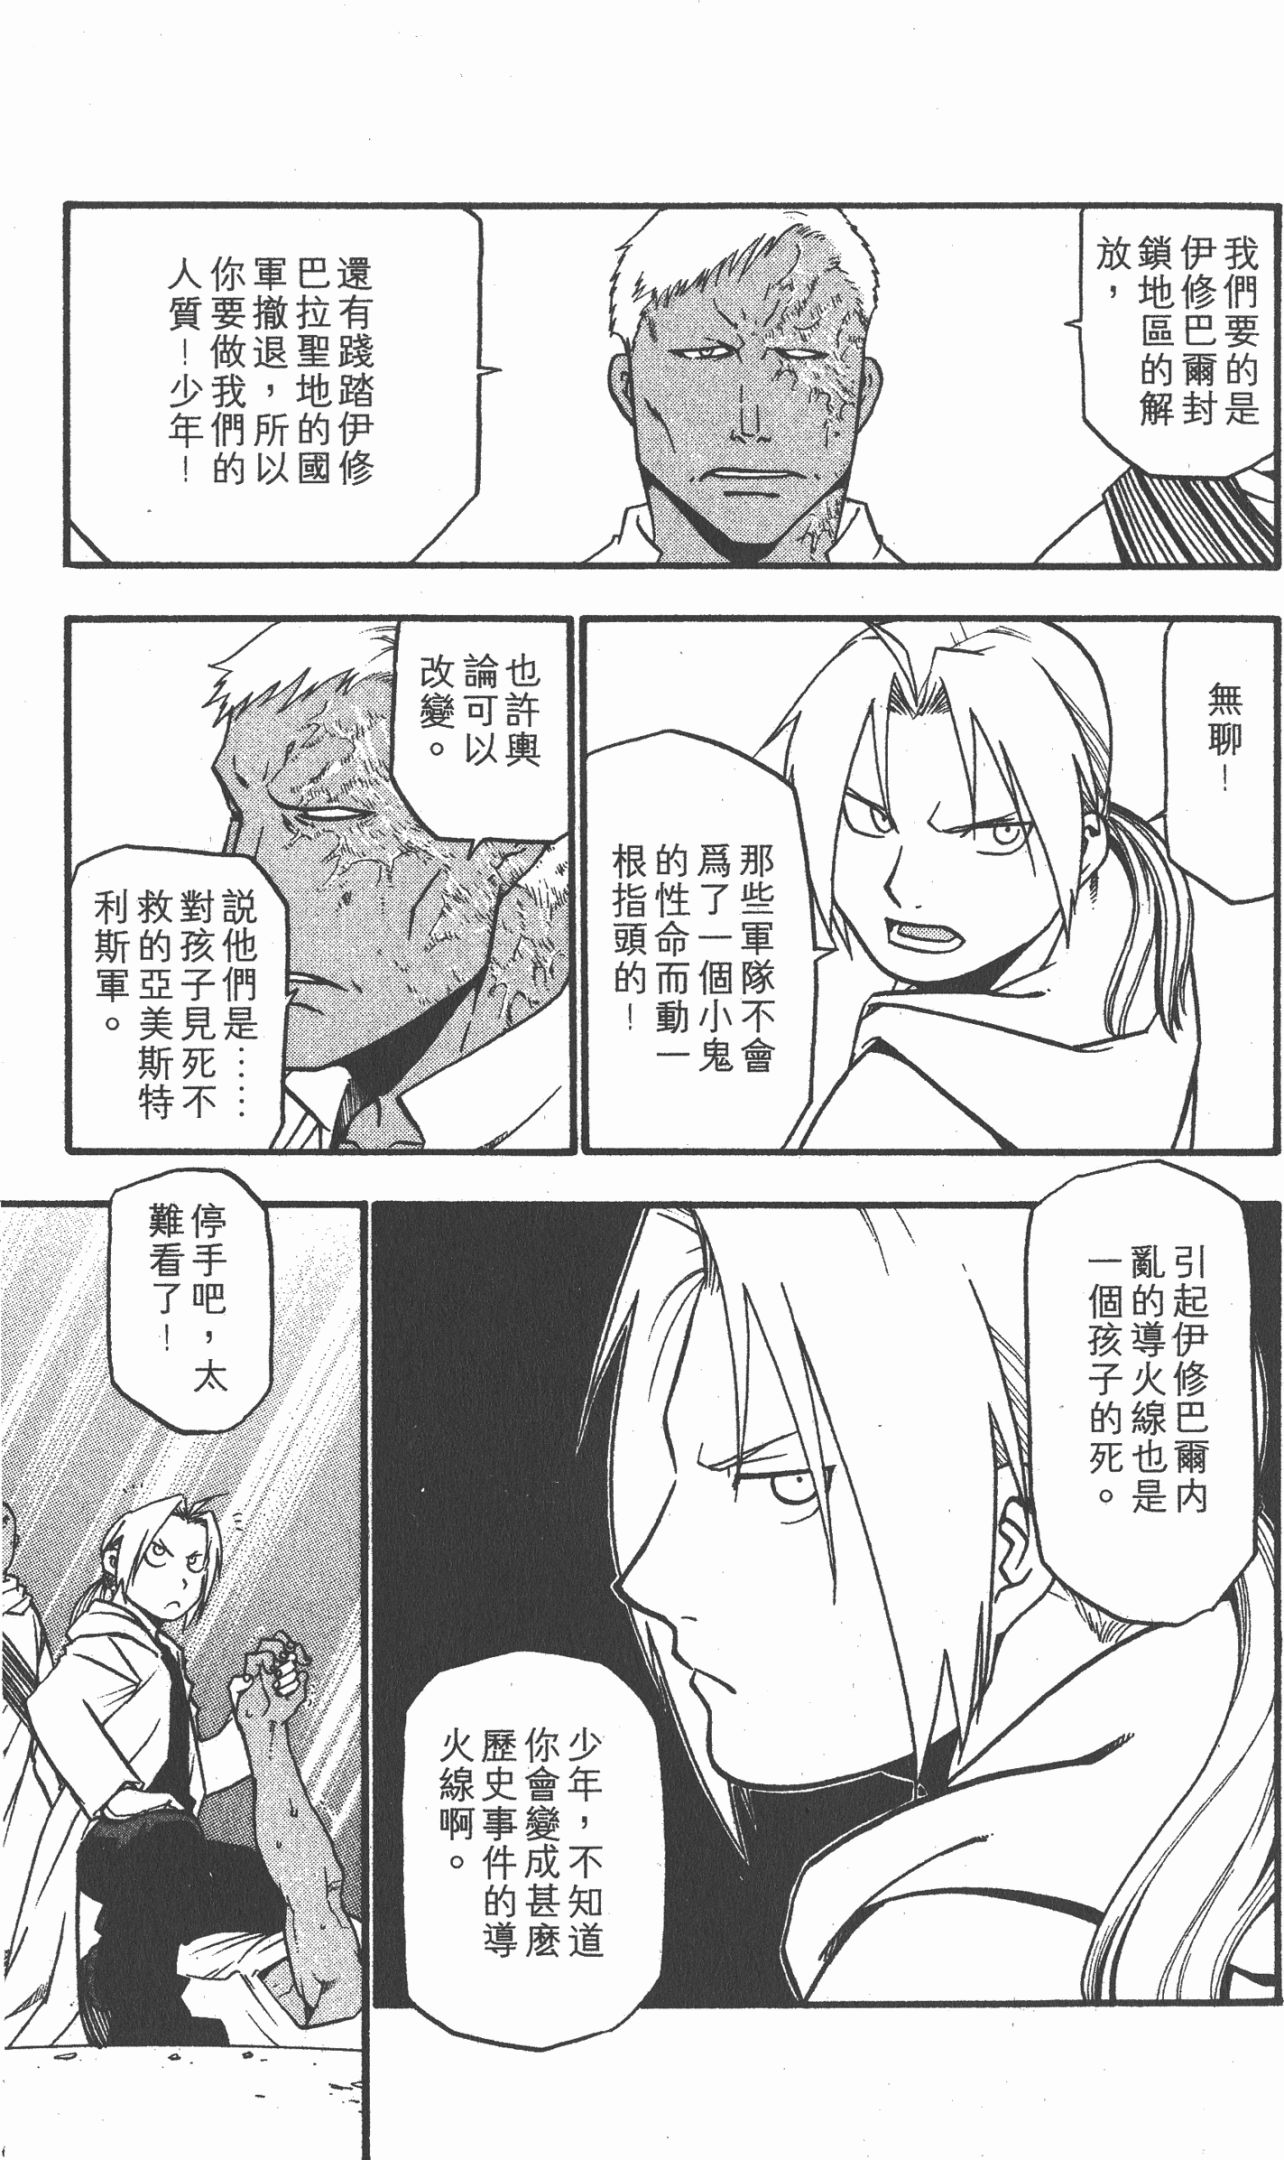 我們要的是
伊修巴爾封
鎖地區的解
放，
還有踐踏伊修
巴拉聖地的國
軍撤退，所以
你要做我們的
人質！少年！
無聊！
那些軍隊不會
爲了一個小鬼
的性命而動一
根指頭的！
也許輿
論可以
改變。
説他們是……
對孩子見死不
救的亞美斯特
利斯軍。
引起伊修巴爾内
亂的導火線也是
一個孩子的死。
少年，不知道
你會變成甚麽
歷史事件的導
火線啊。
停手吧，太
難看了！